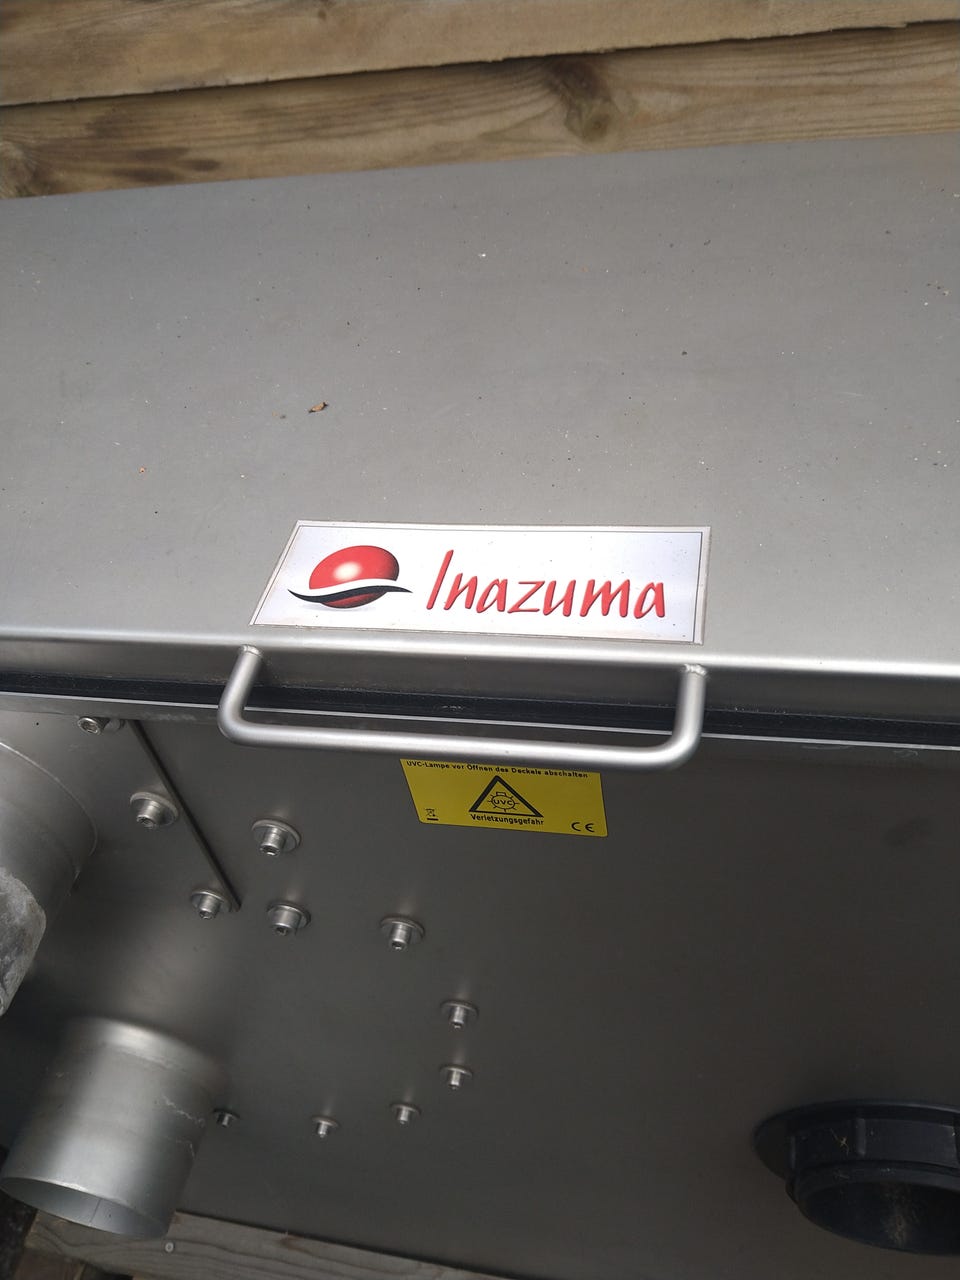 Inazuma
UVC-Lampe vor Öffnen des Deckels abschalten
UVC
Verletzungsgefahr
CE